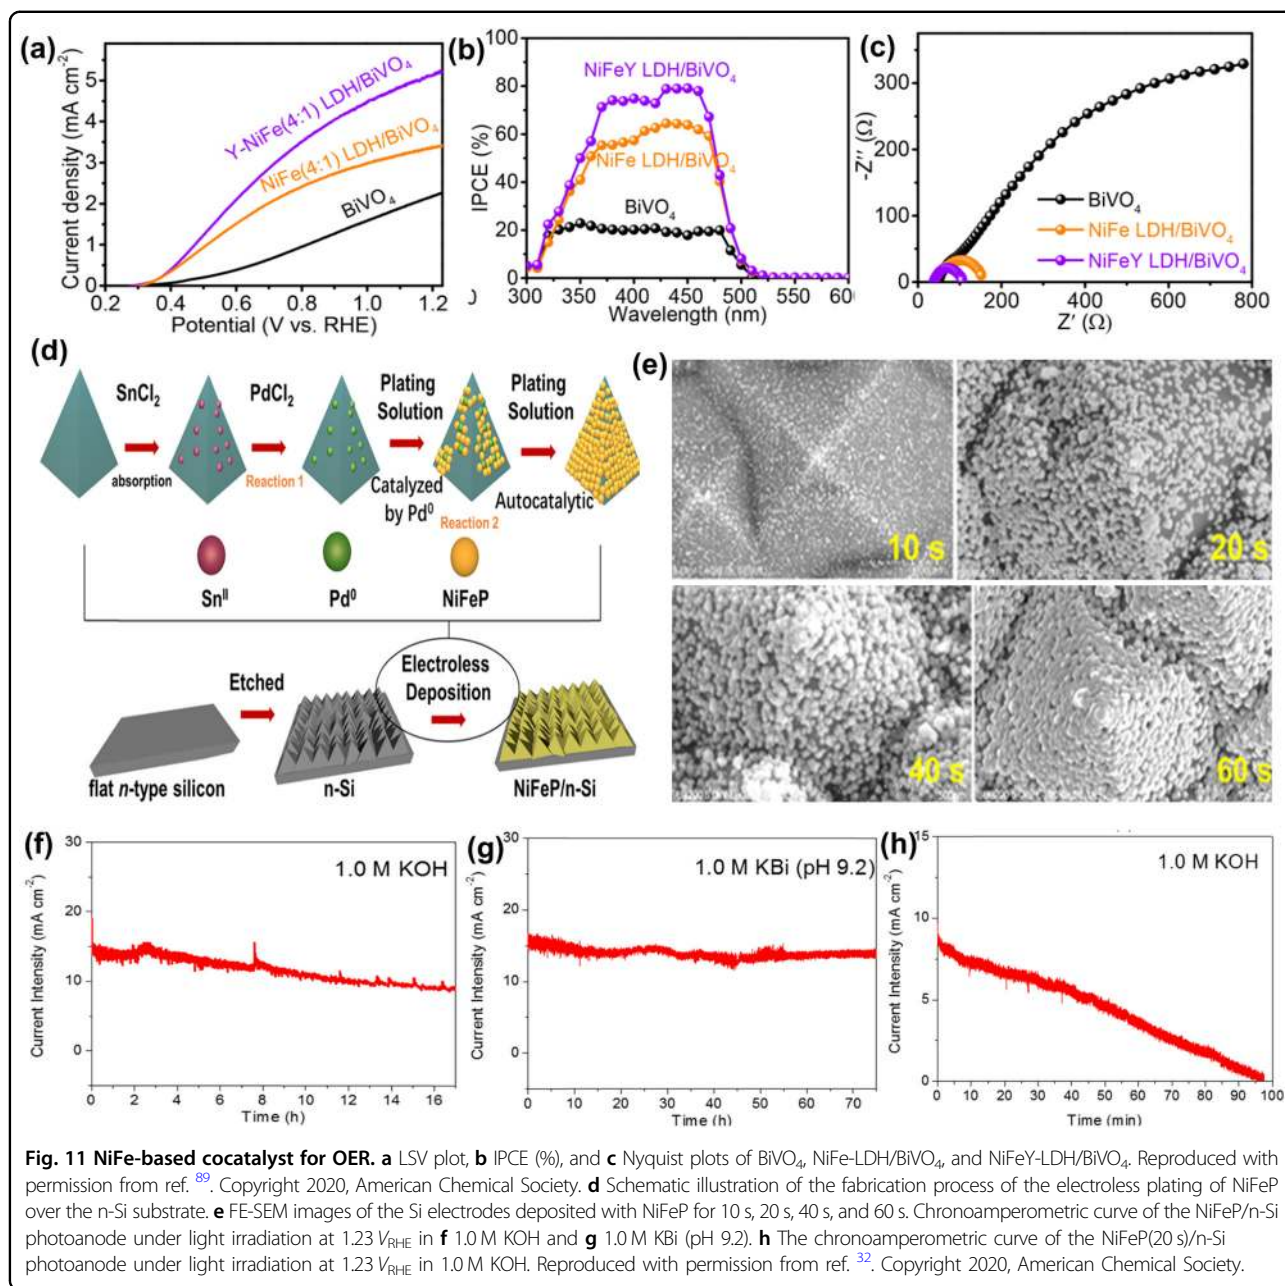 (a)
Current density (mA cm-2)
5
4
3
2
1
0
0.2 0.4 0.6 0.8 1.0 1.2
Potential (V vs. RHE)
Y-NiFe(4:1) LDH/BiVO4
NiFe(4:1) LDH/BiVO4
BiVO4
(b)
IPCE (%)
100
80
60
40
20
0
300 350 400 450 500 550 600
Wavelength (nm)
NiFeY LDH/BiVO4
NiFe LDH/BiVO4
BiVO4
(c)
-Z'' (Ω)
300
150
0
0 200 400 600 800
Z' (Ω)
BiVO4
NiFe LDH/BiVO4
NiFeY LDH/BiVO4
(d)
SnCl2
absorption
PdCl2
Reaction 1
Plating
Solution
Catalyzed
by Pd0
Reaction 2
Plating
Solution
Autocatalytic
SnII
Pd0
NiFeP
Etched
Electroless
Deposition
flat n-type silicon
n-Si
NiFeP/n-Si
(e)
10 s
20 s
40 s
60 s
(f)
1.0 M KOH
Current Intensity (mA cm-2)
30
20
10
0
0 2 4 6 8 10 12 14 16
Time (h)
(g)
1.0 M KBi (pH 9.2)
Current Intensity (mA cm-2)
30
20
10
0
0 10 20 30 40 50 60 70
Time (h)
(h)
1.0 M KOH
Current Intensity (mA cm-2)
15
10
5
0
0 10 20 30 40 50 60 70 80 90 100
Time (min)
Fig. 11 NiFe-based cocatalyst for OER. a LSV plot, b IPCE (%), and c Nyquist plots of BiVO4, NiFe-LDH/BiVO4, and NiFeY-LDH/BiVO4. Reproduced with
permission from ref. 89. Copyright 2020, American Chemical Society. d Schematic illustration of the fabrication process of the electroless plating of NiFeP
over the n-Si substrate. e FE-SEM images of the Si electrodes deposited with NiFeP for 10 s, 20 s, 40 s, and 60 s. Chronoamperometric curve of the NiFeP/n-Si
photoanode under light irradiation at 1.23 VRHE in f 1.0 M KOH and g 1.0 M KBi (pH 9.2). h The chronoamperometric curve of the NiFeP(20 s)/n-Si
photoanode under light irradiation at 1.23 VRHE in 1.0 M KOH. Reproduced with permission from ref. 32. Copyright 2020, American Chemical Society.